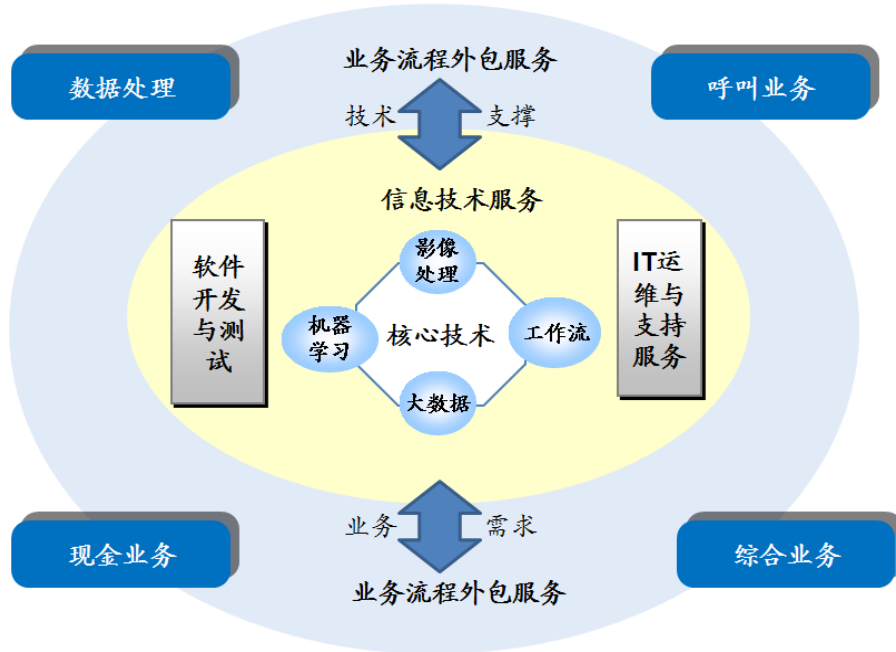 业务流程外包服务
数据处理
呼叫业务
技术
支撑
信息技术服务
软件
开发
与测
试
影像
处理
IT运
维与
支持
服务
机器
学习
核心技术
工作流
大数据
业务
需求
现金业务
综合业务
业务流程外包服务